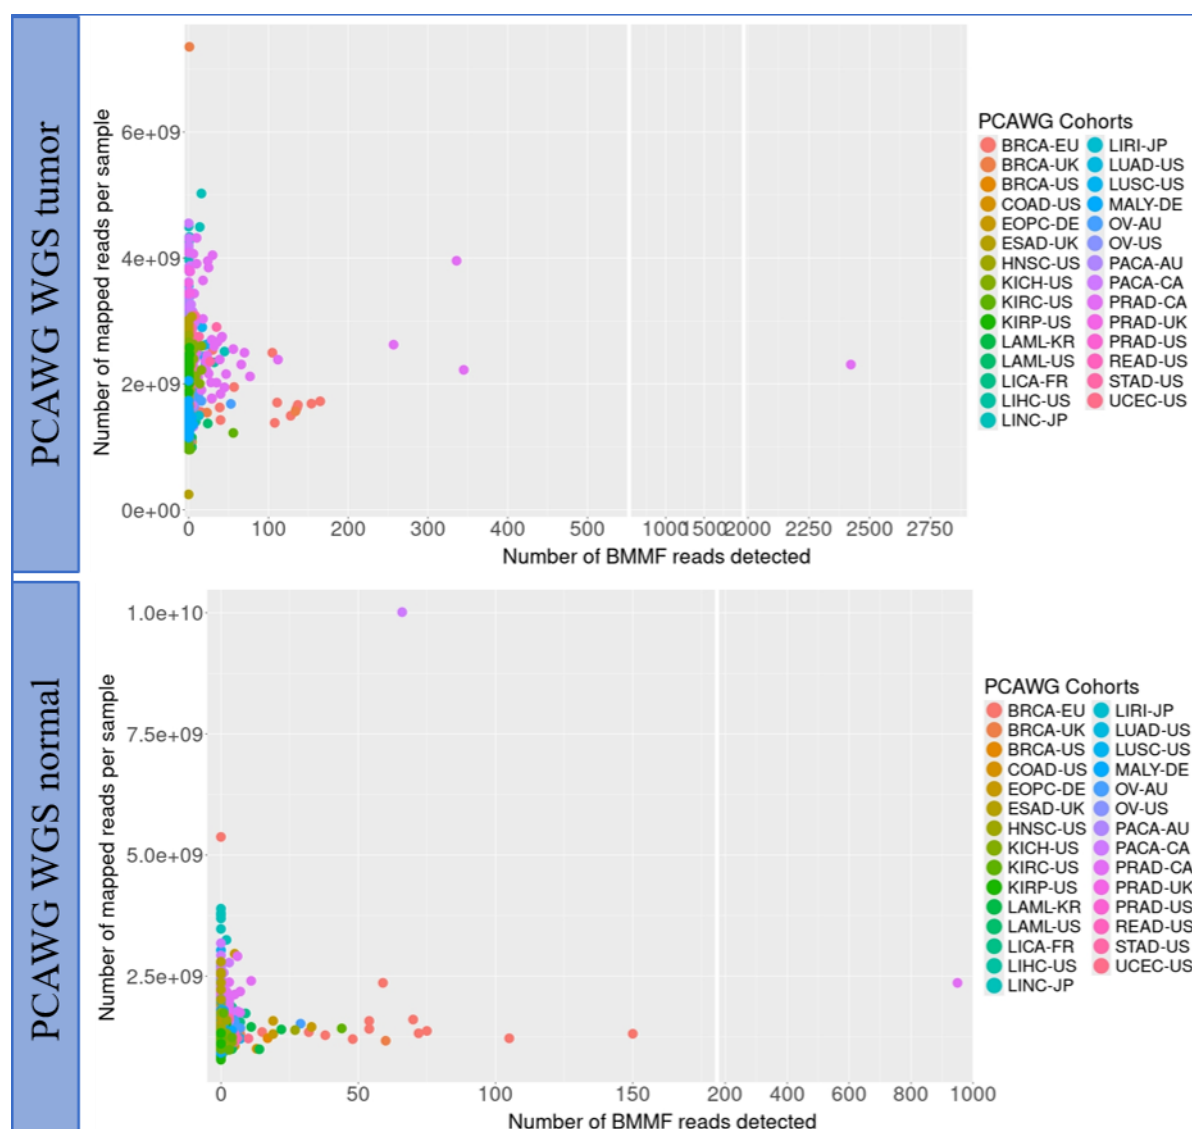 PCAWG WGS tumor
Number of mapped reads per sample
6e+09
4e+09
2e+09
0e+00
0 100 200 300 400 500 1000 1500 2000 2250 2500 2750
Number of BMMF reads detected
PCAWG Cohorts
BRCA-EU LIRI-JP
BRCA-UK LUAD-US
BRCA-US LUSC-US
COAD-US MALY-DE
EOPC-DE OV-AU
ESAD-UK OV-US
HNSC-US PACA-AU
KICH-US PACA-CA
KIRC-US PRAD-CA
KIRP-US PRAD-UK
LAML-KR PRAD-US
LAML-US READ-US
LICA-FR STAD-US
LIHC-US UCEC-US
LINC-JP
PCAWG WGS normal
Number of mapped reads per sample
1.0e+10
7.5e+09
5.0e+09
2.5e+09
0 50 100 150 200 400 600 800 1000
Number of BMMF reads detected
PCAWG Cohorts
BRCA-EU LIRI-JP
BRCA-UK LUAD-US
BRCA-US LUSC-US
COAD-US MALY-DE
EOPC-DE OV-AU
ESAD-UK OV-US
HNSC-US PACA-AU
KICH-US PACA-CA
KIRC-US PRAD-CA
KIRP-US PRAD-UK
LAML-KR PRAD-US
LAML-US READ-US
LICA-FR STAD-US
LIHC-US UCEC-US
LINC-JP